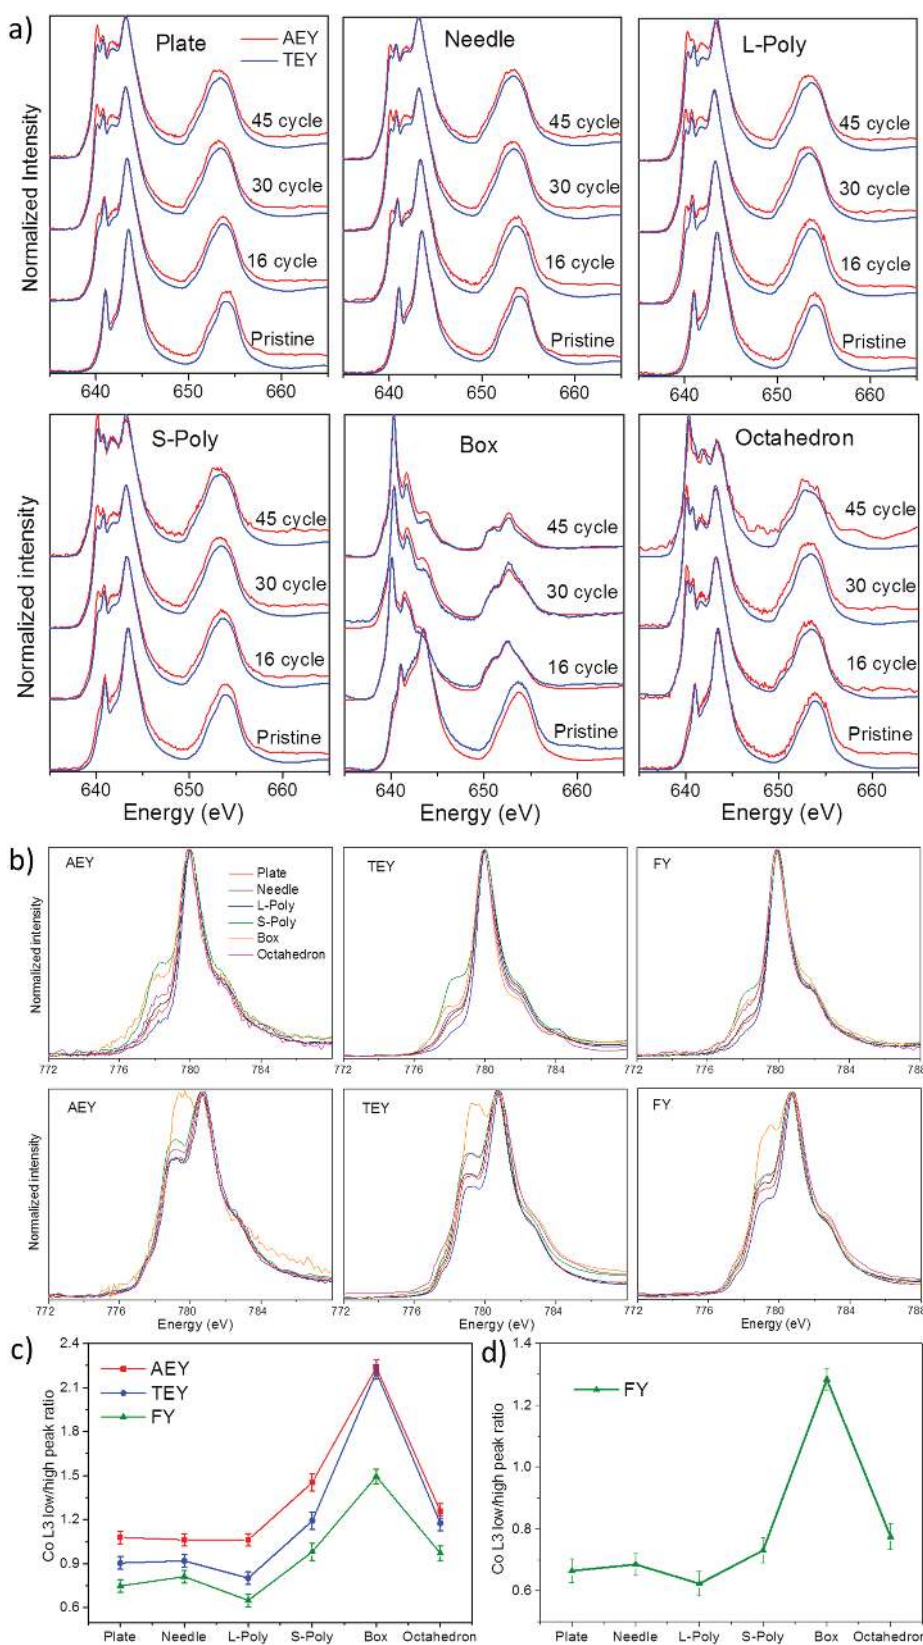 a)
Plate
AEY
TEY
45 cycle
30 cycle
16 cycle
Pristine
Normalized Intensity
640 650 660
Needle
45 cycle
30 cycle
16 cycle
Pristine
640 650 660
L-Poly
45 cycle
30 cycle
16 cycle
Pristine
640 650 660
S-Poly
45 cycle
30 cycle
16 cycle
Pristine
Normalized intensity
640 650 660
Energy (eV)
Box
45 cycle
30 cycle
16 cycle
Pristine
640 650 660
Energy (eV)
Octahedron
45 cycle
30 cycle
16 cycle
Pristine
640 650 660
Energy (eV)
b)
AEY
Plate
Needle
L-Poly
S-Poly
Box
Octahedron
Normalized intensity
772 776 780 784
TEY
772 776 780 784
FY
772 776 780 784 788
AEY
Normalized intensity
772 776 780 784
Energy (eV)
TEY
772 776 780 784
Energy (eV)
FY
772 776 780 784 788
Energy (eV)
c)
AEY
TEY
FY
Co L3 low/high peak ratio
2.4
2.1
1.8
1.5
1.2
0.9
0.6
Plate Needle L-Poly S-Poly Box Octahedron
d)
FY
Co L3 low/high peak ratio
1.4
1.2
1.0
0.8
0.6
Plate Needle L-Poly S-Poly Box Octahedron